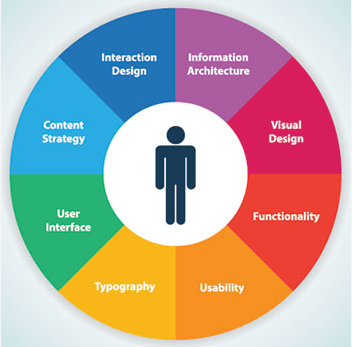 Interaction
Design
Information
Architecture
Visual
Design
Functionality
Usability
Typography
User
Interface
Content
Strategy